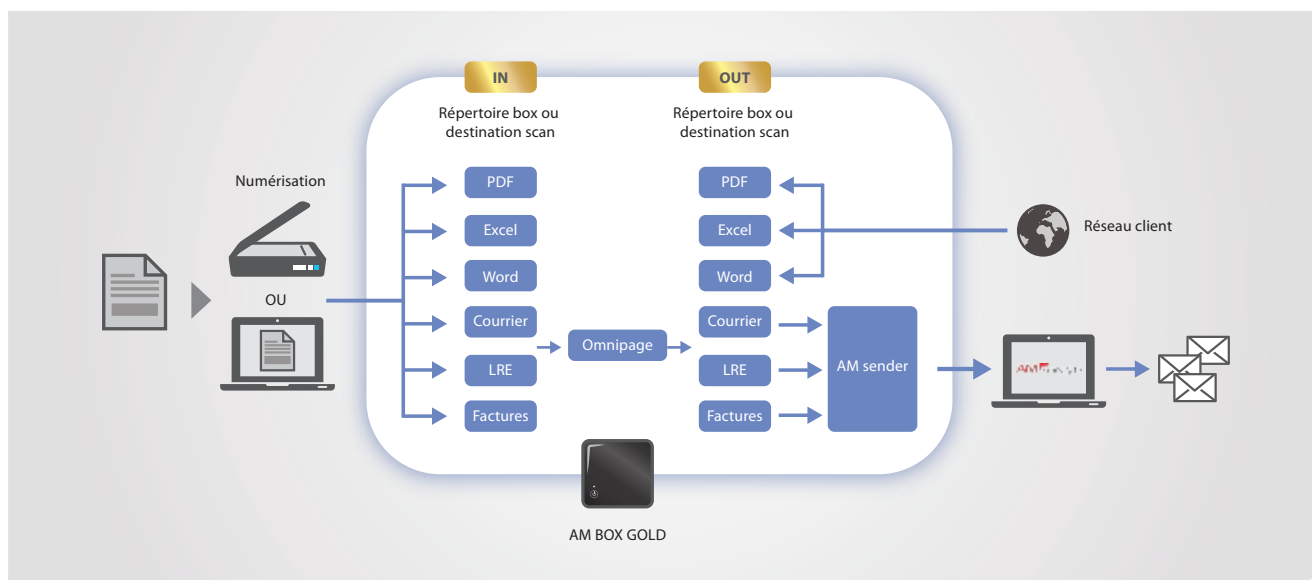 IN
OUT
Répertoire box ou
destination scan
Répertoire box ou
destination scan
Numérisation
OU
PDF
Excel
Word
Courrier
LRE
Factures
Omnipage
PDF
Excel
Word
Courrier
LRE
Factures
AM sender
Réseau client
AM
AM BOX GOLD